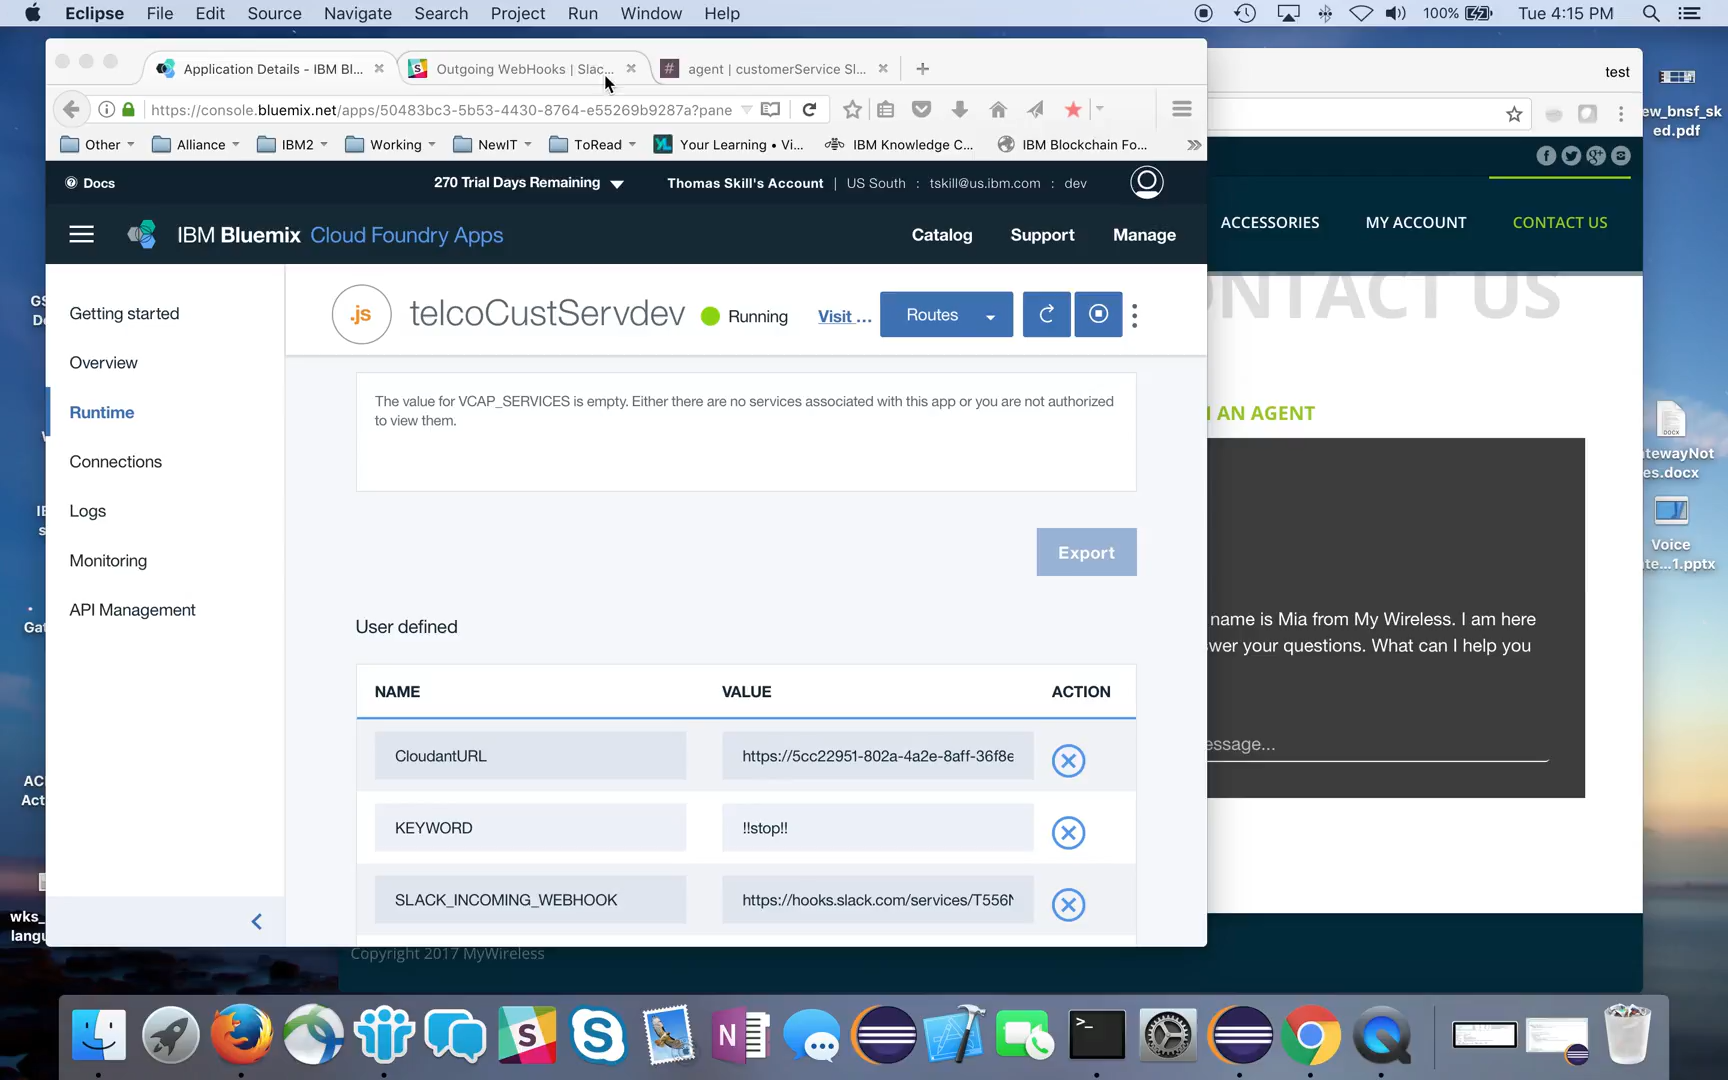 Eclipse File Edit Source Navigate Search Project Run Window Help 100% Tue 4:15 PM
Application Details - IBM Bl... Outgoing WebHooks | Slac... agent | customerService Sl...
test
https://console.bluemix.net/apps/50483bc3-5b53-4430-8764-e55269b9287a?pane
Other Alliance IBM2 Working NewIT ToRead Your Learning • Vi... IBM Knowledge C... IBM Blockchain Fo...
ew_bnsf_sk
ed.pdf
Docs 270 Trial Days Remaining Thomas Skill's Account | US South : tskill@us.ibm.com : dev
IBM Bluemix Cloud Foundry Apps Catalog Support Manage
ACCESSORIES MY ACCOUNT CONTACT US
ONTACT US
Getting started
Overview
Runtime
Connections
Logs
Monitoring
API Management
.js telcoCustServdev Running Visit ... Routes
The value for VCAP_SERVICES is empty. Either there are no services associated with this app or you are not authorized
to view them.
Export
User defined
NAME VALUE ACTION
CloudantURL https://5cc22951-802a-4a2e-8aff-36f8e
KEYWORD !!stop!!
SLACK_INCOMING_WEBHOOK https://hooks.slack.com/services/T556N
N AGENT
name is Mia from My Wireless. I am here
wer your questions. What can I help you
essage...
DOCX
tewayNot
es.docx
Voice
te...1.pptx
GS
Gat
AC
Act
wks_
lang
Copyright 2017 MyWireless